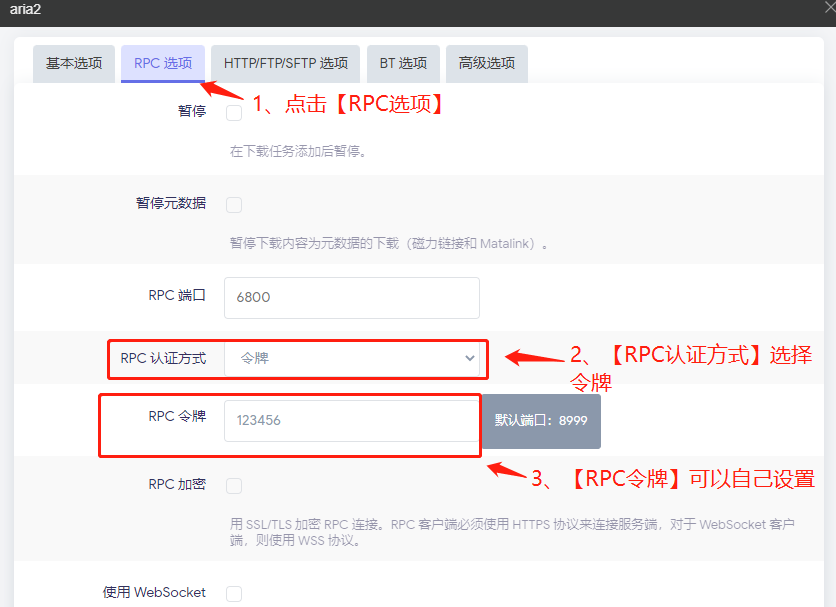 aria2
基本选项 RPC 选项 HTTP/FTP/SFTP 选项 BT 选项 高级选项
1、点击【RPC选项】
暂停
在下载任务添加后暂停。
暂停元数据
暂停下载内容为元数据的下载（磁力链接和 Matalink）。
RPC 端口 6800
RPC 认证方式 令牌
2、【RPC认证方式】选择
令牌
RPC 令牌 123456 默认端口：8999
3、【RPC令牌】可以自己设置
RPC 加密
用 SSL/TLS 加密 RPC 连接。RPC 客户端必须使用 HTTPS 协议来连接服务端，对于 WebSocket 客户
端，则使用 WSS 协议。
使用 WebSocket